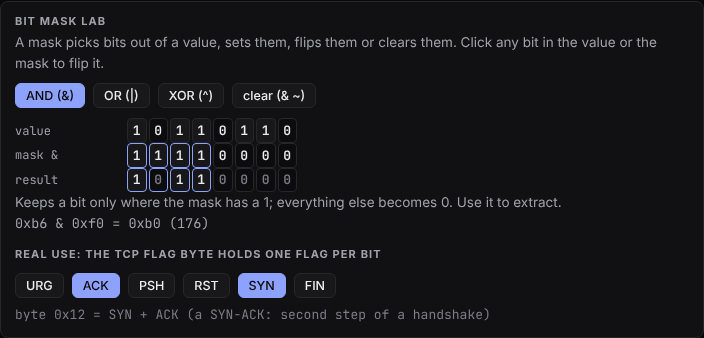 BIT MASK LAB
A mask picks bits out of a value, sets them, flips them or clears them. Click any bit in the value or the
mask to flip it.
AND (&) OR (|) XOR (^) clear (& ~)
value 1 0 1 1 0 1 1 0
mask & 1 1 1 1 0 0 0 0
result 1 0 1 1 0 0 0 0
Keeps a bit only where the mask has a 1; everything else becomes 0. Use it to extract.
0xb6 & 0xf0 = 0xb0 (176)
REAL USE: THE TCP FLAG BYTE HOLDS ONE FLAG PER BIT
URG ACK PSH RST SYN FIN
byte 0x12 = SYN + ACK (a SYN-ACK: second step of a handshake)